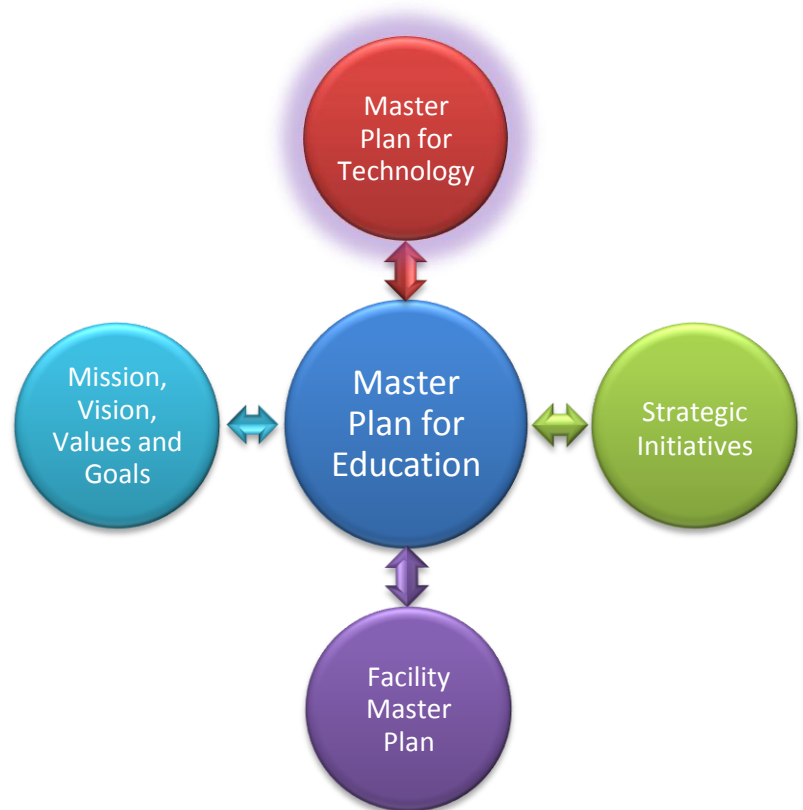 Master
Plan for
Technology
Mission,
Vision,
Values and
Goals
Master
Plan for
Education
Strategic
Initiatives
Facility
Master
Plan